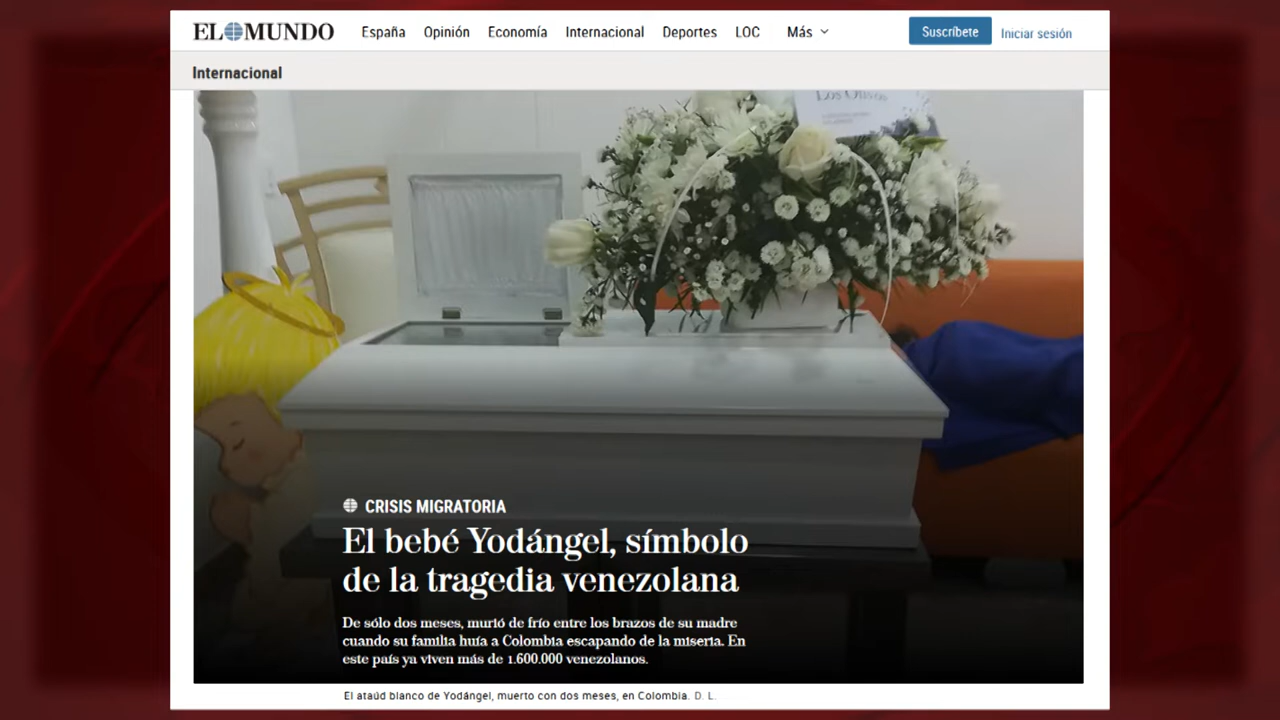 EL MUNDO España Opinión Economía Internacional Deportes LOC Más Suscríbete Iniciar sesión
Internacional
CRISIS MIGRATORIA
El bebé Yodángel, símbolo
de la tragedia venezolana
De sólo dos meses, murió de frío entre los brazos de su madre
cuando su familia huía a Colombia escapando de la miseria. En
este país ya viven más de 1.600.000 venezolanos.
El ataúd blanco de Yodángel, muerto con dos meses, en Colombia. D. L.